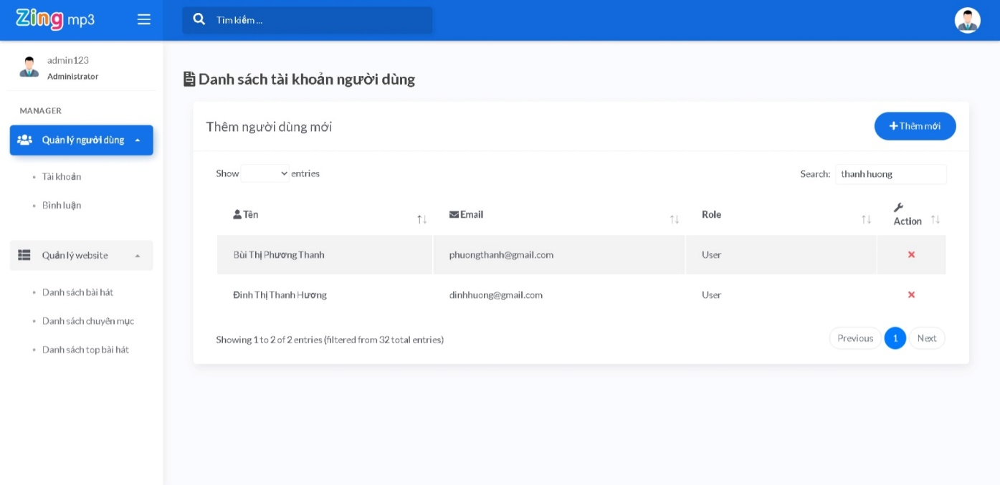 Zing mp3
Tìm kiếm ...
admin123
Administrator
MANAGER
Quản lý người dùng
Tài khoản
Bình luận
Quản lý website
Danh sách bài hát
Danh sách chuyên mục
Danh sách top bài hát
Danh sách tài khoản người dùng
Thêm người dùng mới
Thêm mới
Show entries
Search: thanh huong
Tên Email Role Action
Bùi Thị Phương Thanh phuongthanh@gmail.com User
Đinh Thị Thanh Hương dinhhuong@gmail.com User
Showing 1 to 2 of 2 entries (filtered from 32 total entries)
Previous 1 Next